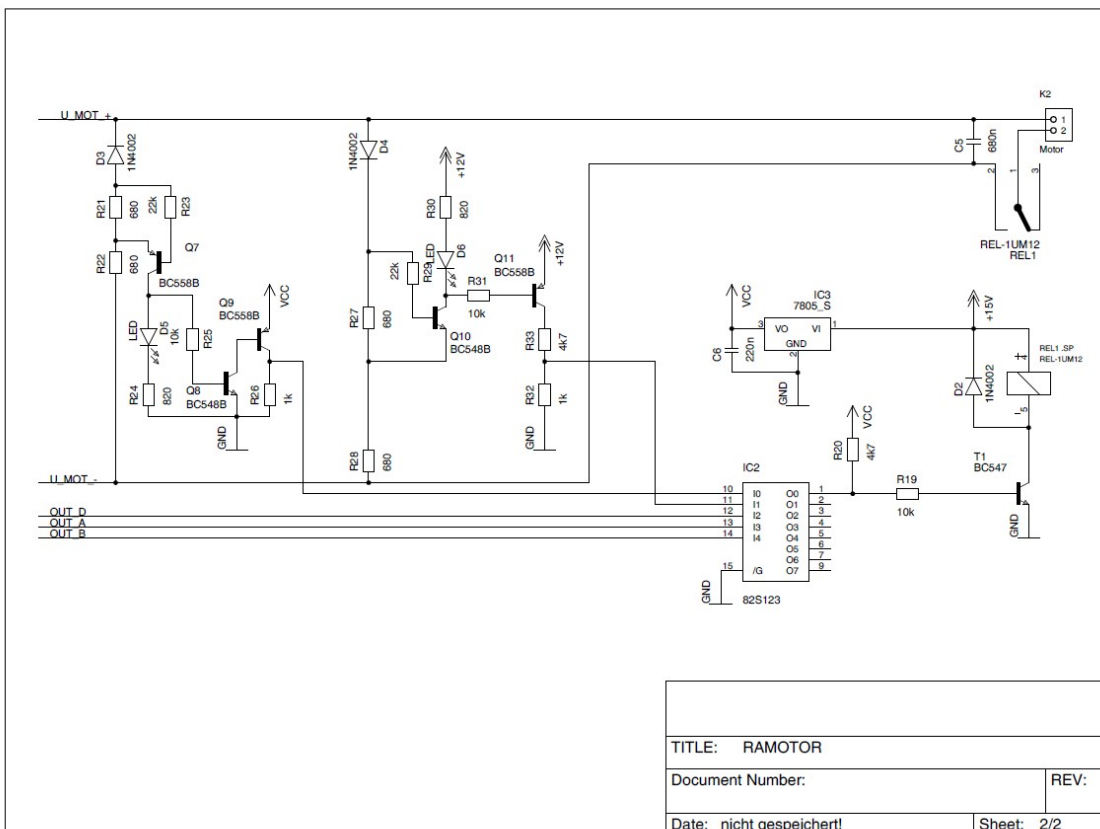 K2
U_MOT_+
1
2
Motor
D3
1N4002
1N4002
D4
+12V
C5
680n
2
1
3
R21
680
22k
R23
R30
820
Q7
R22
680
BC558B
22k
R29
LED
D6
Q11
BC558B
+12V
REL-1UM12
REL1
R31
10k
Q9
BC558B
VCC
LED
D5
10k
R25
R27
680
Q10
BC548B
R33
4k7
VCC
IC3
7805_S
3
VO
VI
1
GND
2
C6
220n
GND
+15V
REL1 .SP
REL-1UM12
4
5
D2
1N4002
R24
820
Q8
BC548B
R26
1k
GND
R32
1k
GND
R28
680
VCC
R20
4k7
T1
BC547
R19
10k
GND
U_MOT_-
OUT_D
OUT_A
OUT_B
IC2
10 I0 O0 1
11 I1 O1 2
12 I2 O2 3
13 I3 O3 4
14 I4 O4 5
O5 6
O6 7
15 /G O7 9
GND
82S123
TITLE: RAMOTOR
Document Number:
REV:
Date: nicht gespeichert!
Sheet: 2/2